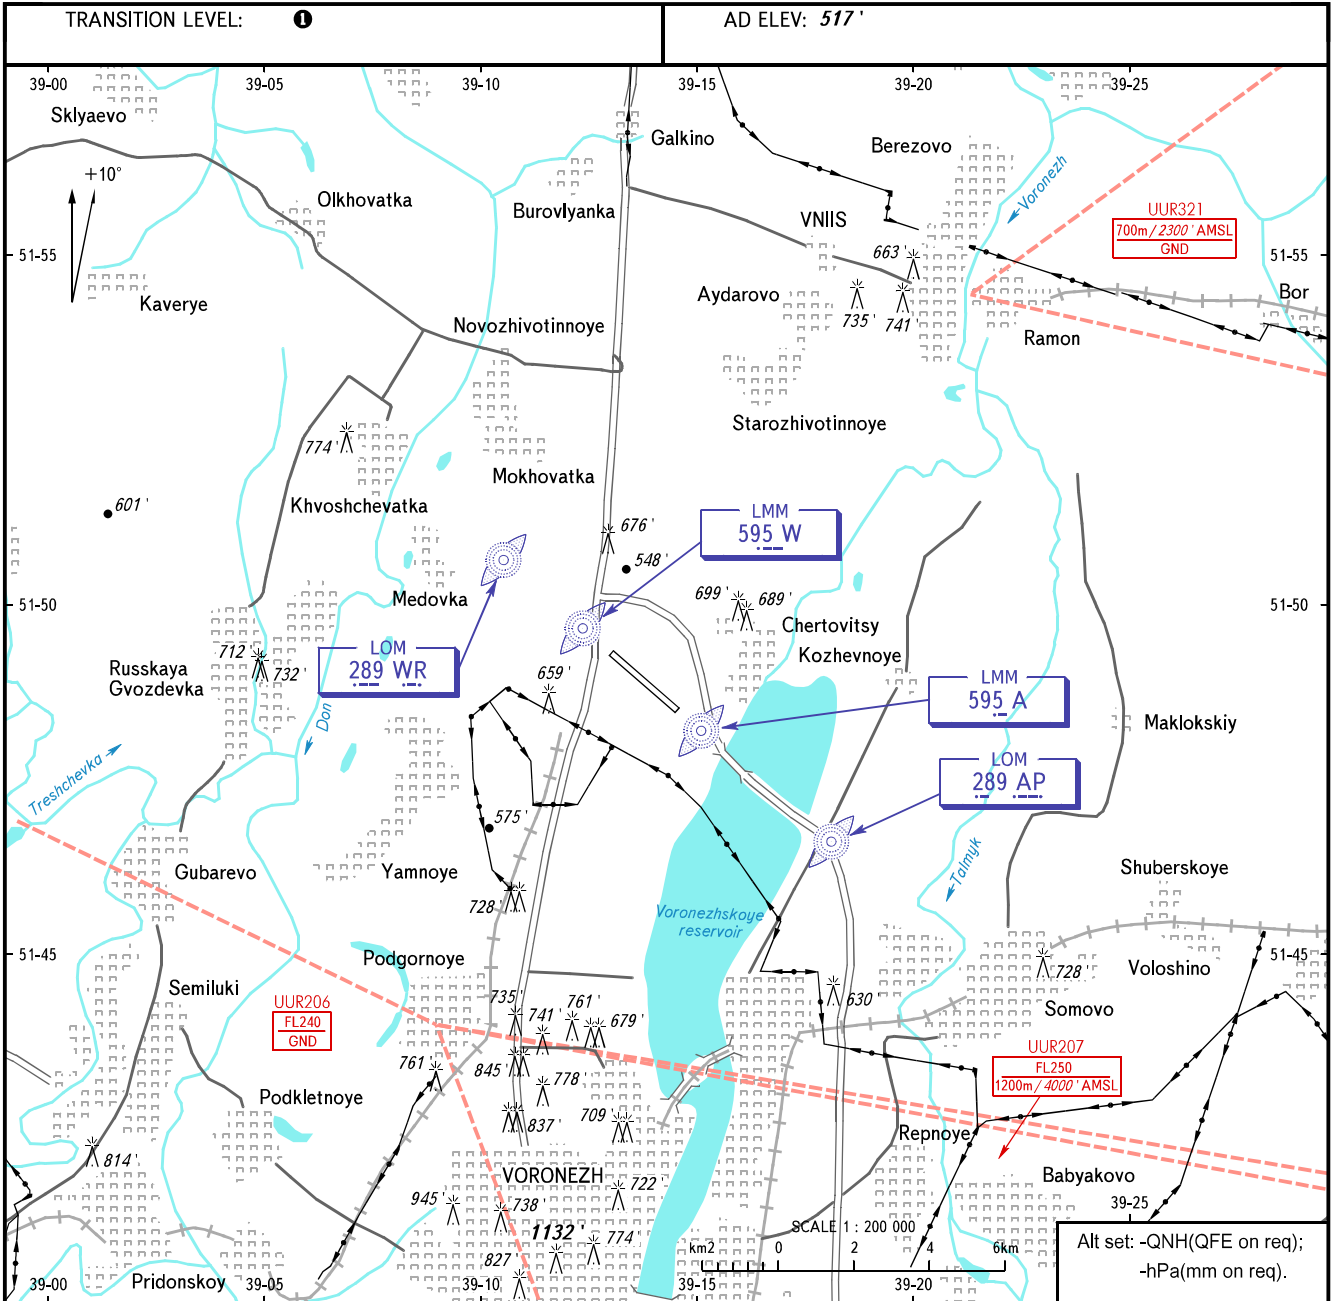 TRANSITION LEVEL: ❶
AD ELEV: 517'
39-00 39-05 39-10 39-15 39-20 39-25
Sklyaevo
Galkino
Berezovo
+10°
Voronezh
Olkhovatka
Burovlyanka
VNIIS
UUR321
700m/2300' AMSL
GND
663'
51-55
51-55
Kaverye
Aydarovo
735'
741'
Bor
Novozhivotinnoye
Ramon
Starozhivotinnoye
774'
Mokhovatka
Khvoshchevatka
601'
676'
LMM
595 W
548'
Medovka
699'
689'
51-50
51-50
Chertovitsy
Kozhevnoye
LOM
289 WR
712'
732'
Russkaya
Gvozdevka
659'
LMM
595 A
Maklokskiy
Don
Treshchevka
LOM
289 AP
575'
Gubarevo
Yamnoye
Talmyk
Shuberskoye
728'
Voronezhskoye
reservoir
Podgornoye
51-45
728'
Voloshino
Semiluki
735'
741'
761'
679'
630'
Somovo
UUR206
FL240
GND
UUR207
FL250
1200m/4000' AMSL
761'
845'
778'
Podkletnoye
837'
709'
Repnoye
814'
VORONEZH
722'
Babyakovo
945'
738'
39-25
1132'
774'
827'
SCALE 1 : 200 000
km2 0 2 4 6km
Pridonskoy
39-00 39-05 39-10 39-15 39-20
Alt set: -QNH(QFE on req);
-hPa(mm on req).
51-45